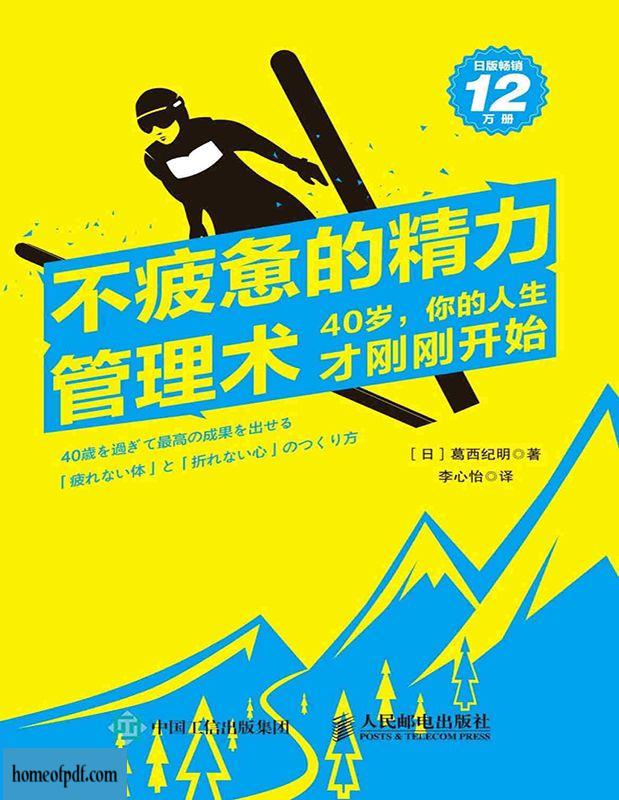 日版畅销
12
万册
不疲惫的精力
管理术
40岁，你的人生
才刚刚开始
40歳を過ぎて最高の成果を出せる
「疲れない体」と「折れない心」のつくり方
［日］葛西纪明◎著
李心怡◎译
中国工信出版集团
人民邮电出版社
POSTS & TELECOM PRESS
homeofpdf.com